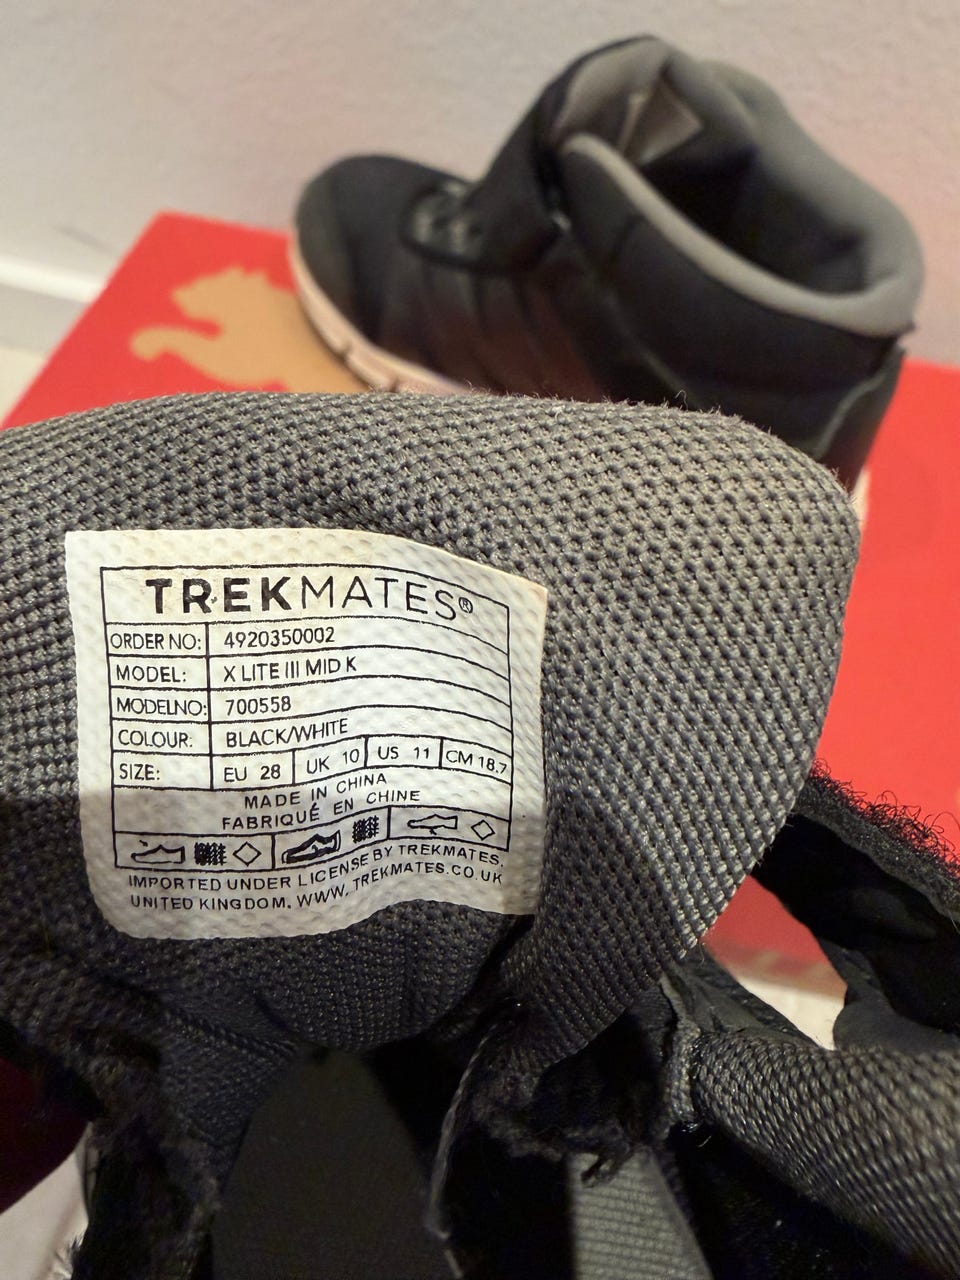 TREKMATES®
ORDER NO: 4920350002
MODEL: X LITE III MID K
MODELNO: 700558
COLOUR: BLACK/WHITE
SIZE: EU 28 UK 10 US 11 CM 18.7
MADE IN CHINA
FABRIQUÉ EN CHINE
IMPORTED UNDER LICENSE BY TREKMATES,
UNITED KINGDOM. WWW. TREKMATES.CO.UK